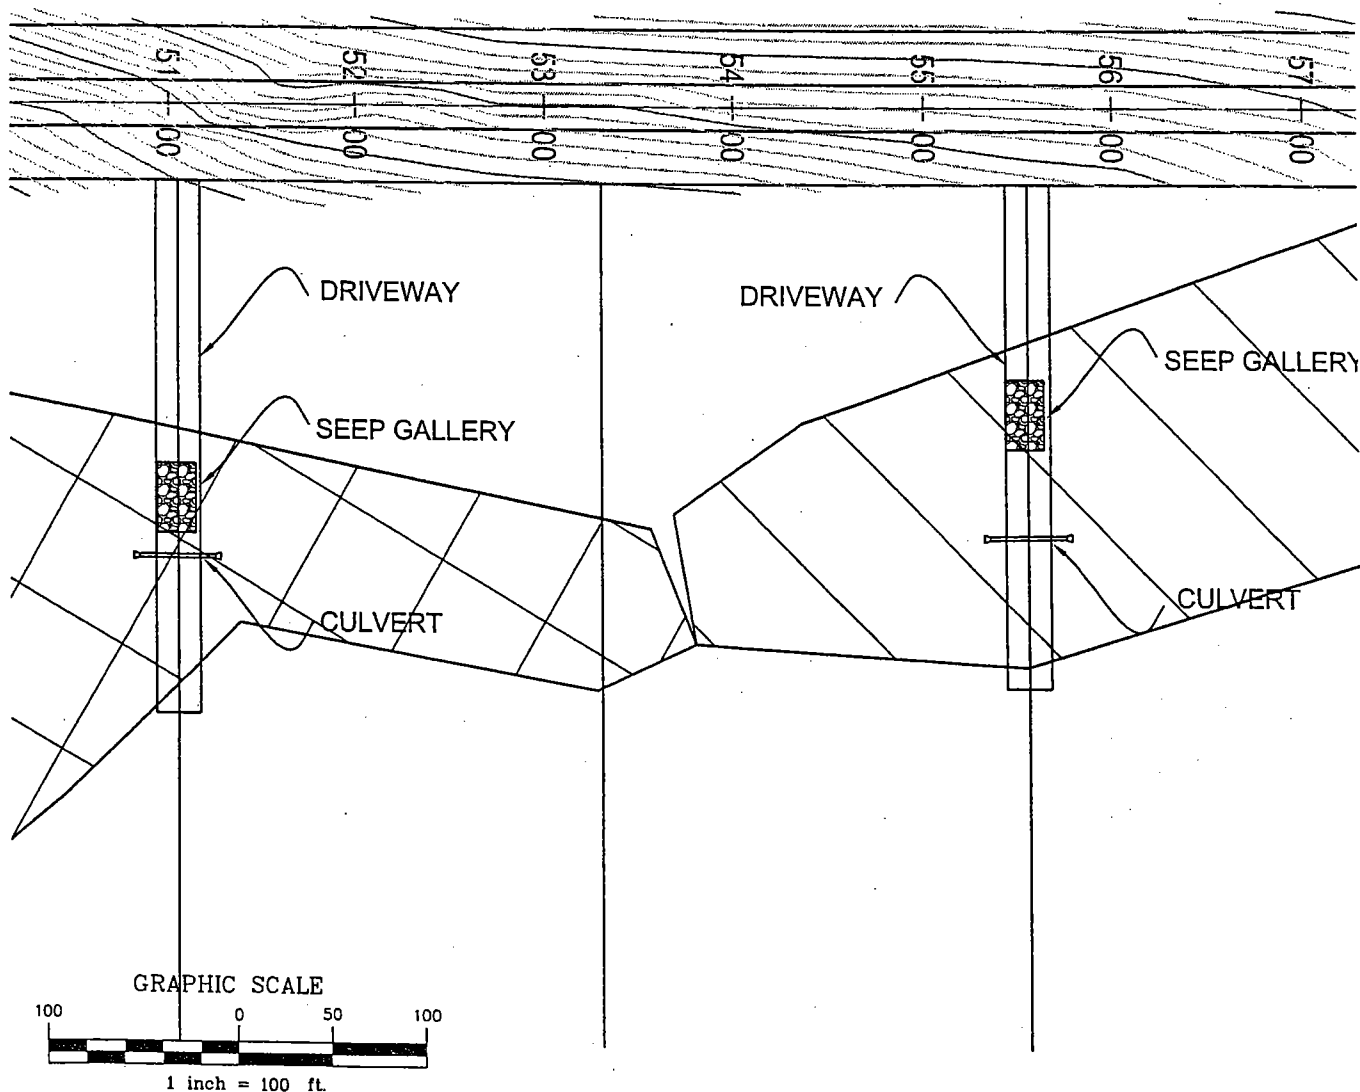 51+00
52+00
53+00
54+00
55+00
56+00
57+00
DRIVEWAY
DRIVEWAY
SEEP GALLERY
SEEP GALLERY
CULVERT
CULVERT
GRAPHIC SCALE
100 0 50 100
1 inch = 100 ft.